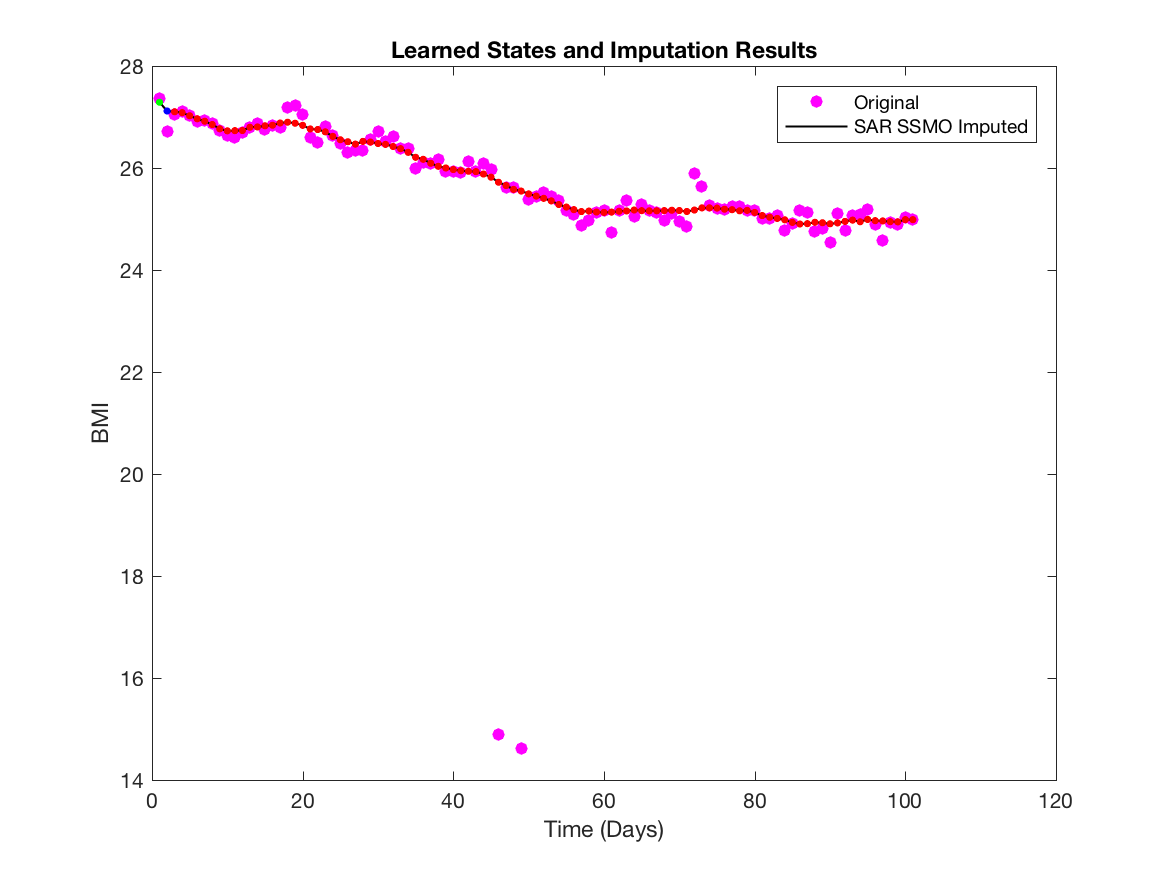 Learned States and Imputation Results
28
26
24
22
20
18
16
14
BMI
Original
SAR SSMO Imputed
0 20 40 60 80 100 120
Time (Days)